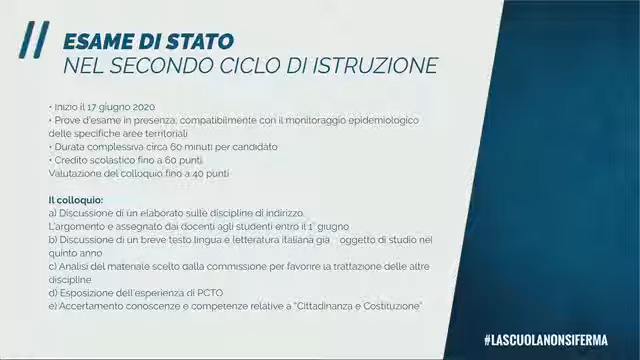 ESAME DI STATO
NEL SECONDO CICLO DI ISTRUZIONE
• Inizio il 17 giugno 2020
• Prove d'esame in presenza, compatibilmente con il monitoraggio epidemiologico
delle specifiche aree territoriali
• Durata complessiva circa 60 minuti per candidato
• Credito scolastico fino a 60 punti.
Valutazione del colloquio fino a 40 punti
Il colloquio:
a) Discussione di un elaborato sulle discipline di indirizzo.
L'argomento è assegnato dai docenti agli studenti entro il 1° giugno
b) Discussione di un breve testo lingua e letteratura italiana già oggetto di studio nel
quinto anno
c) Analisi del materiale scelto dalla commissione per favorire la trattazione delle altre
discipline
d) Esposizione dell'esperienza di PCTO
e) Accertamento conoscenze e competenze relative a "Cittadinanza e Costituzione"
#LASCUOLANONSIFERMA